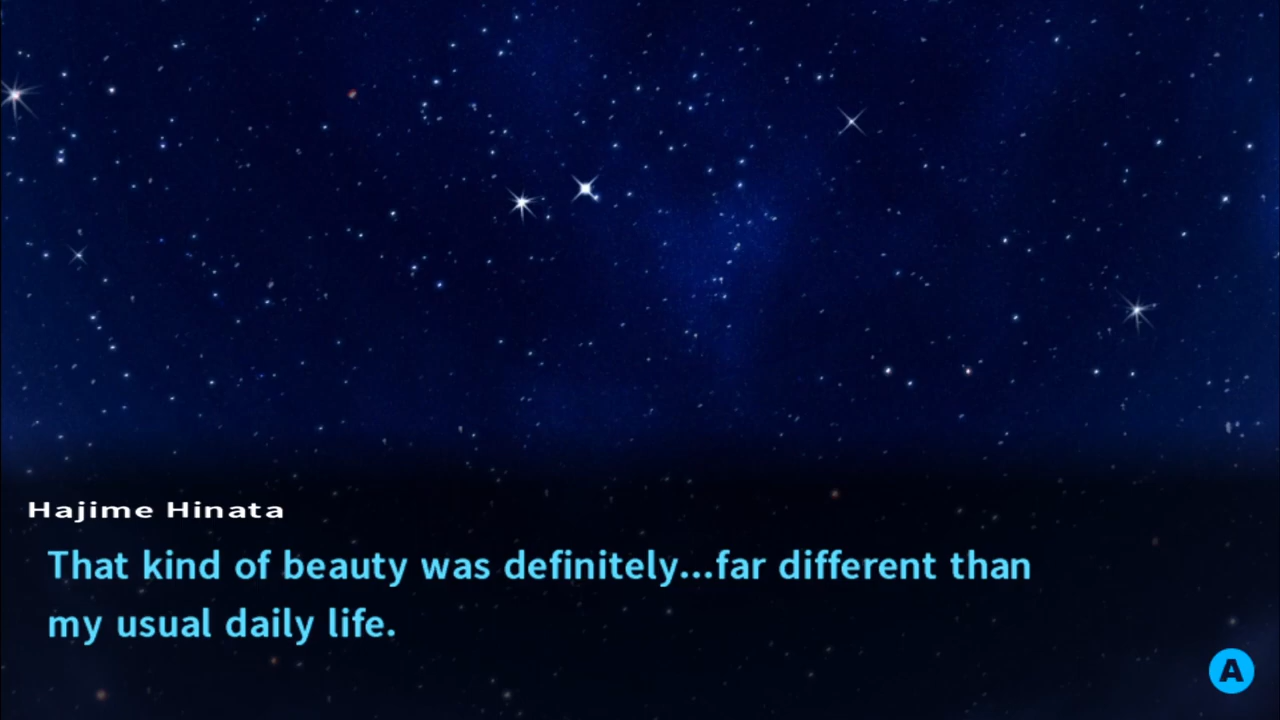 Hajime Hinata
That kind of beauty was definitely...far different than
my usual daily life.
A